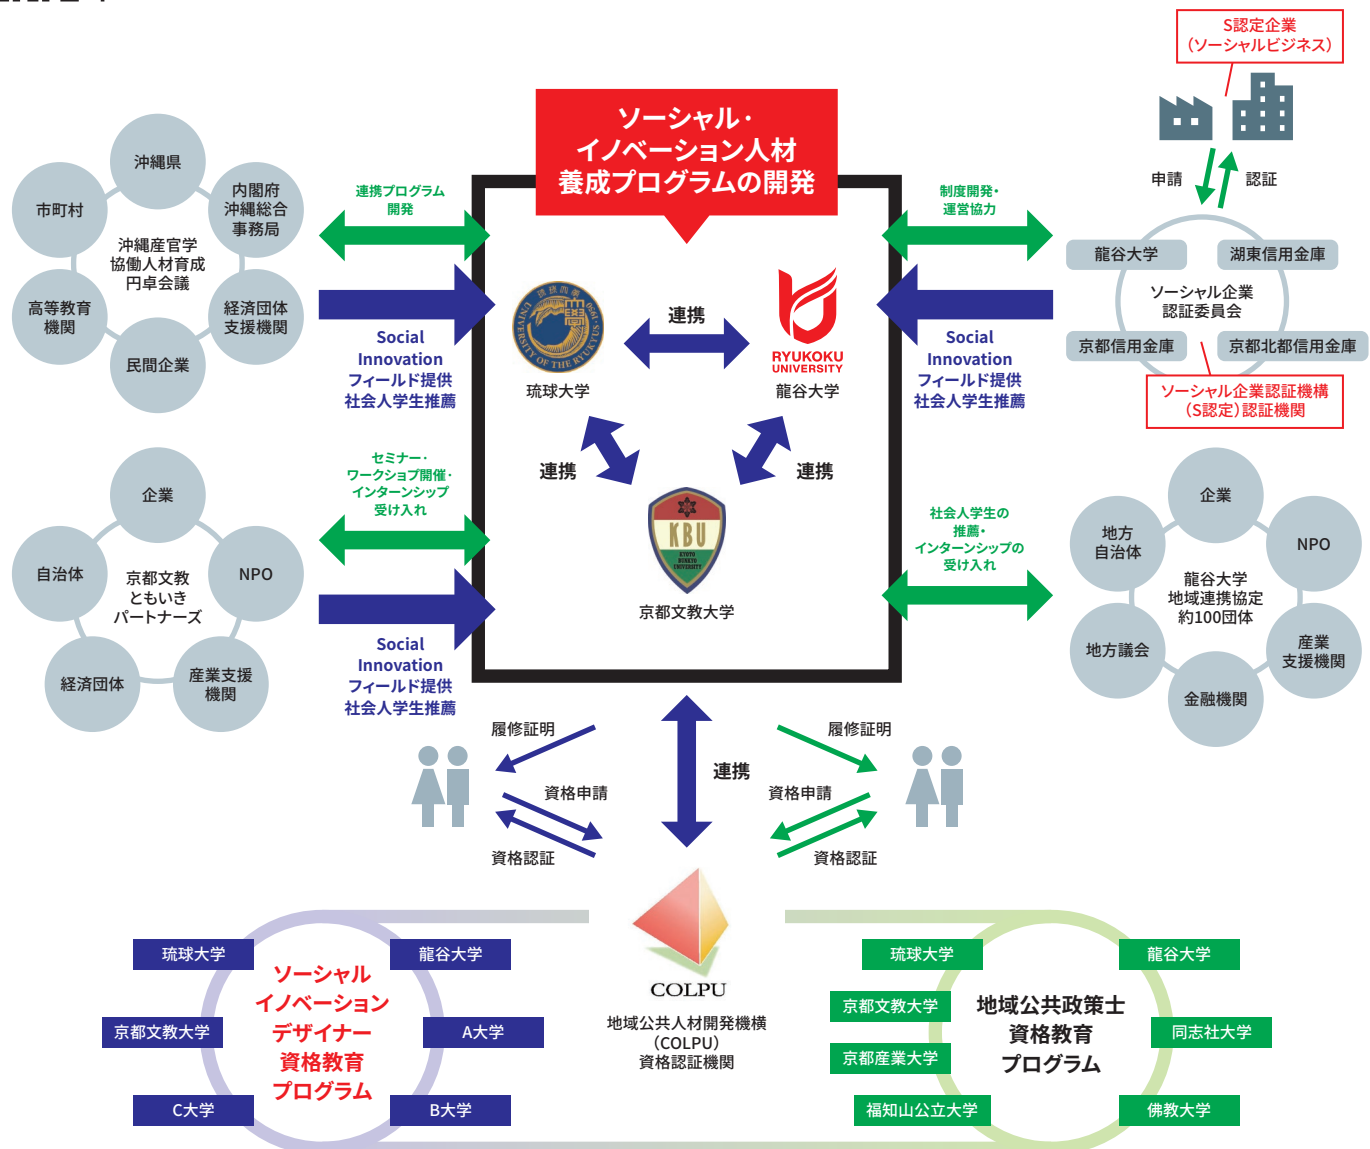 S認定企業
(ソーシャルビジネス)
申請
認証
ソーシャル・
イノベーション人材
養成プログラムの開発
沖縄県
市町村
内閣府
沖縄総合
事務局
沖縄産官学
協働人材育成
円卓会議
高等教育
機関
経済団体
支援機関
民間企業
連携プログラム
開発
Social
Innovation
フィールド提供
社会人学生推薦
制度開発・
運営協力
Social
Innovation
フィールド提供
社会人学生推薦
龍谷大学
湖東信用金庫
ソーシャル企業
認証委員会
京都信用金庫
京都北都信用金庫
ソーシャル企業認証機構
(S認定)認証機関
UNIVERSITY OF THE RYUKYUS・1950
琉球大学
連携
RYUKOKU
UNIVERSITY
龍谷大学
連携
連携
KBU
KYOTO
BUNKYO
UNIVERSITY
京都文教大学
企業
自治体
NPO
京都文教
ともいき
パートナーズ
経済団体
産業支援
機関
セミナー・
ワークショプ開催・
インターンシップ
受け入れ
Social
Innovation
フィールド提供
社会人学生推薦
社会人学生の
推薦・
インターンシップの
受け入れ
企業
地方
自治体
NPO
龍谷大学
地域連携協定
約100団体
地方議会
産業
支援機関
金融機関
履修証明
資格申請
資格認証
連携
履修証明
資格申請
資格認証
COLPU
地域公共人材開発機構
(COLPU)
資格認証機関
琉球大学
龍谷大学
京都文教大学
A大学
C大学
B大学
ソーシャル
イノベーション
デザイナー
資格教育
プログラム
琉球大学
龍谷大学
京都文教大学
同志社大学
京都産業大学
福知山公立大学
佛教大学
地域公共政策士
資格教育
プログラム